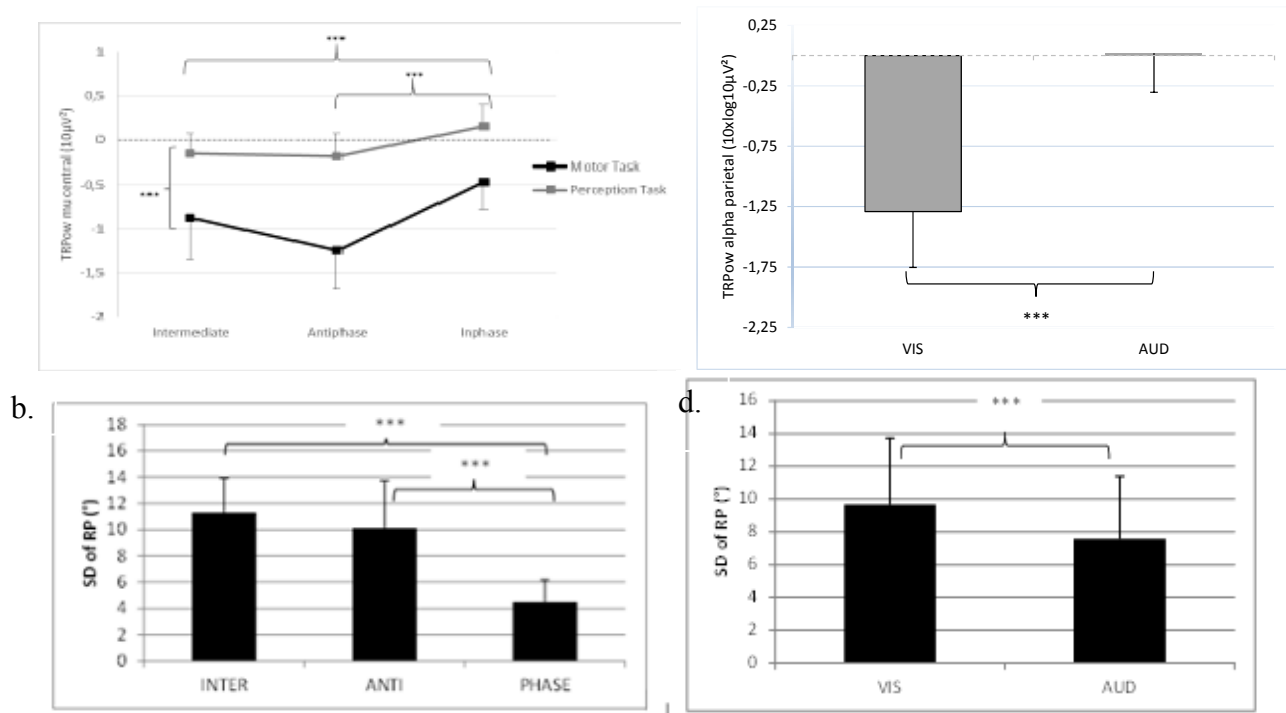 ***
***
***
TRPow mu central (10µV²)
1
0,5
0
-0,5
-1
-1,5
-2
Intermediate
Antiphase
Inphase
Motor Task
Perception Task
TRPow alpha parietal (10xlog10µV²)
0,25
-0,25
-0,75
-1,25
-1,75
-2,25
***
VIS
AUD
b.
SD of RP (°)
18
16
14
12
10
8
6
4
2
0
***
***
INTER
ANTI
PHASE
d.
SD of RP (°)
16
14
12
10
8
6
4
2
0
***
VIS
AUD